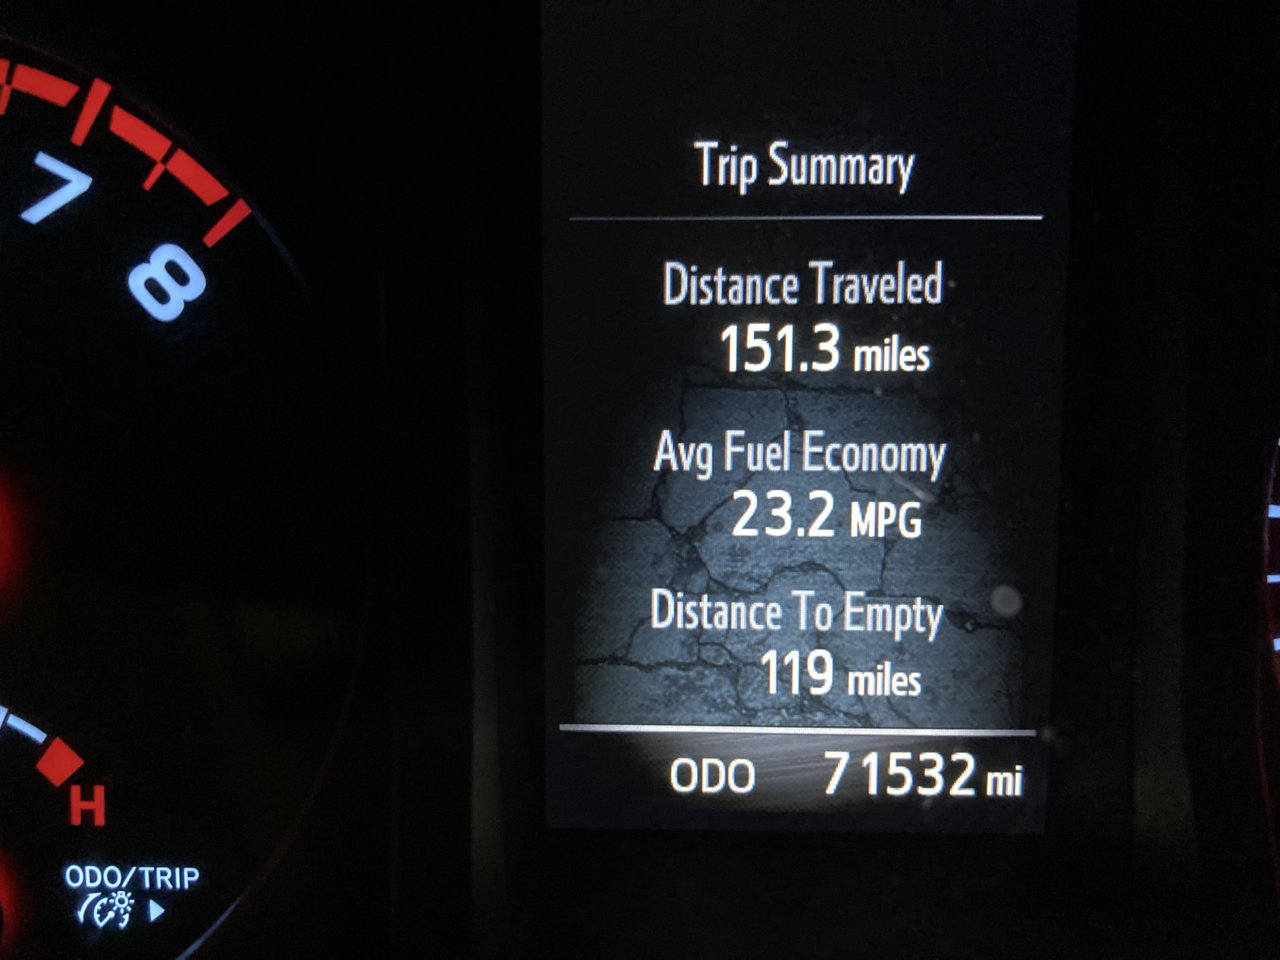 Trip Summary
Distance Traveled
151.3 miles
Avg Fuel Economy
23.2 MPG
Distance To Empty
119 miles
ODO 71532 mi
7
8
H
ODO/TRIP